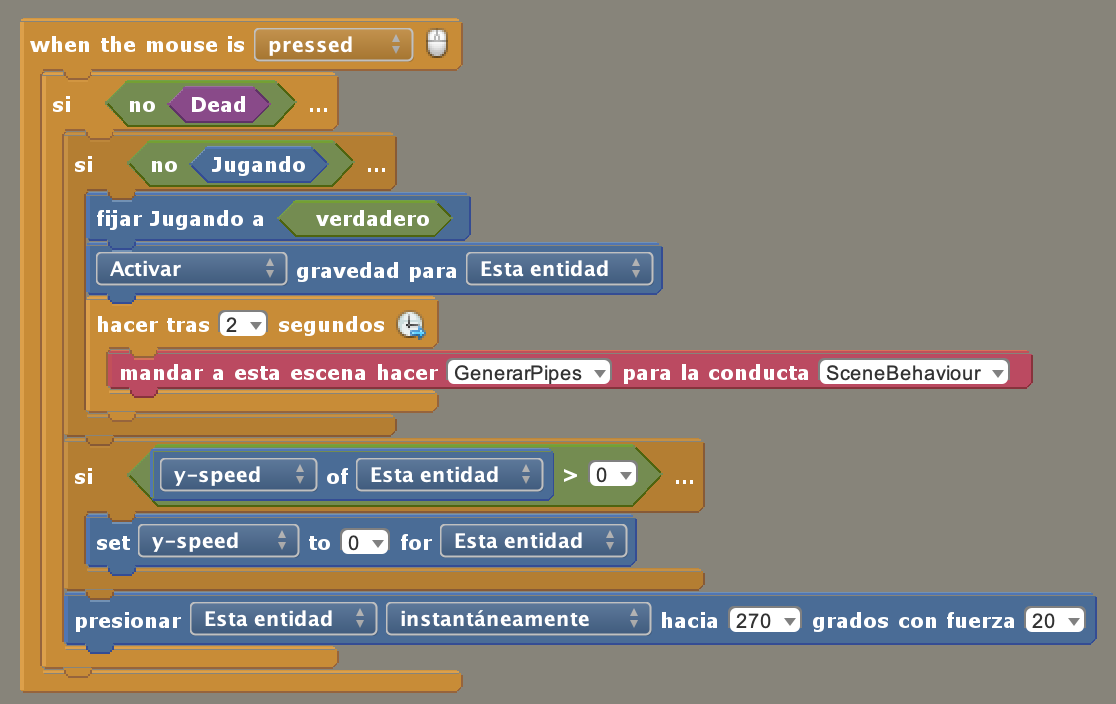 when the mouse is pressed
si no Dead ...
si no Jugando ...
fijar Jugando a verdadero
Activar gravedad para Esta entidad
hacer tras 2 segundos
mandar a esta escena hacer GenerarPipes para la conducta SceneBehaviour
si y-speed of Esta entidad > 0 ...
set y-speed to 0 for Esta entidad
presionar Esta entidad instantáneamente hacia 270 grados con fuerza 20